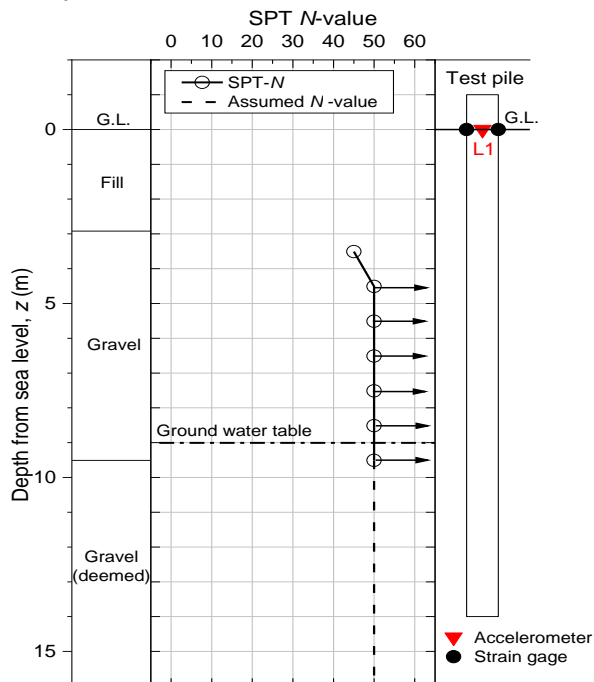 SPT N-value
0 10 20 30 40 50 60
SPT-N
Assumed N -value
Test pile
G.L.
G.L.
L1
0
5
10
15
Depth from sea level, z (m)
Fill
Gravel
Ground water table
Gravel
(deemed)
Accelerometer
Strain gage